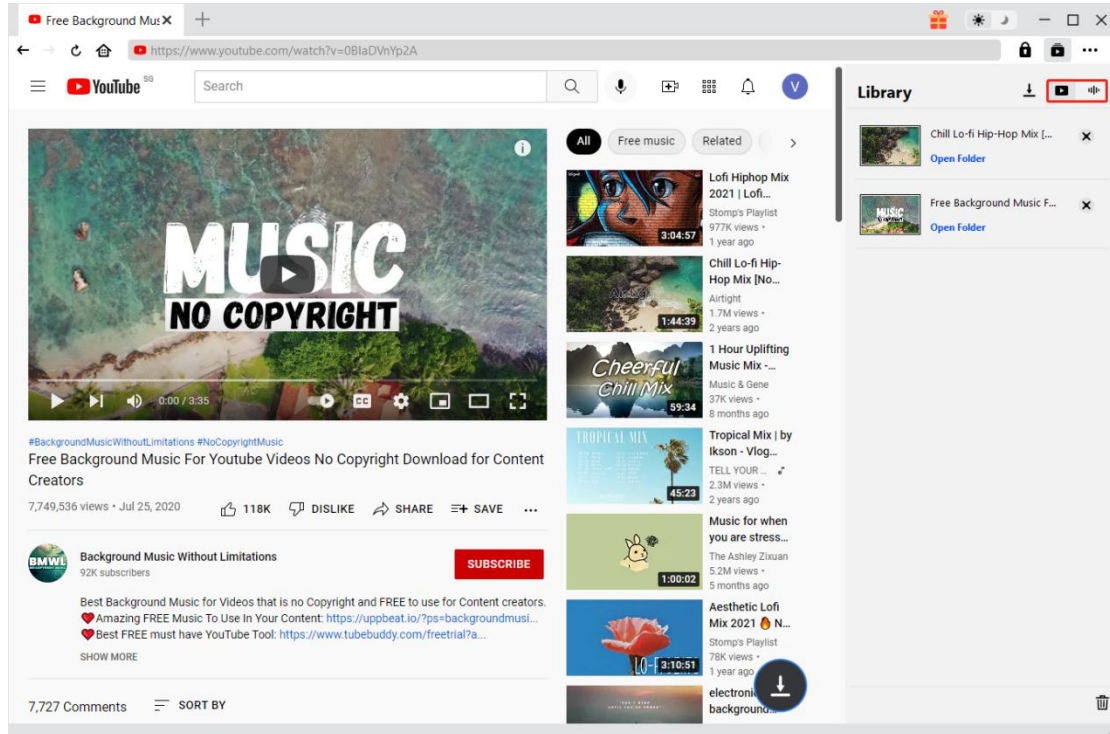 Free Background Mus
https://www.youtube.com/watch?v=0BIaDVnYp2A
YouTube SG
Search
V
Library
MUSIC
NO COPYRIGHT
0:00 / 3:35
CC
#BackgroundMusicWithoutLimitations #NoCopyrightMusic
Free Background Music For Youtube Videos No Copyright Download for Content
Creators
7,749,536 views • Jul 25, 2020
118K DISLIKE SHARE SAVE
BMWL
Background Music Without Limitations
92K subscribers
SUBSCRIBE
Best Background Music for Videos that is no Copyright and FREE to use for Content creators.
Amazing FREE Music To Use In Your Content: https://uppbeat.io/?ps=backgroundmusi...
Best FREE must have YouTube Tool: https://www.tubebuddy.com/freetrial?a...
SHOW MORE
7,727 Comments SORT BY
All Free music Related
3:04:57
Lofi Hiphop Mix
2021 | Lofi...
Stomp's Playlist
977K views •
1 year ago
1:44:39
Chill Lo-fi Hip-
Hop Mix [No...
Airtight
1.7M views •
2 years ago
Cheerful
Chill Mix
59:34
1 Hour Uplifting
Music Mix -...
Music & Gene
37K views •
8 months ago
TROPICAL MIX
45:23
Tropical Mix | by
Ikson - Vlog...
TELL YOUR ...
2.3M views •
2 years ago
1:00:02
Music for when
you are stress...
The Ashley Zixuan
5.2M views •
5 months ago
3:10:51
Aesthetic Lofi
Mix 2021 🔥 N...
Stomp's Playlist
78K views •
1 year ago
background...
Chill Lo-fi Hip-Hop Mix [...
Open Folder
Free Background Music F...
Open Folder